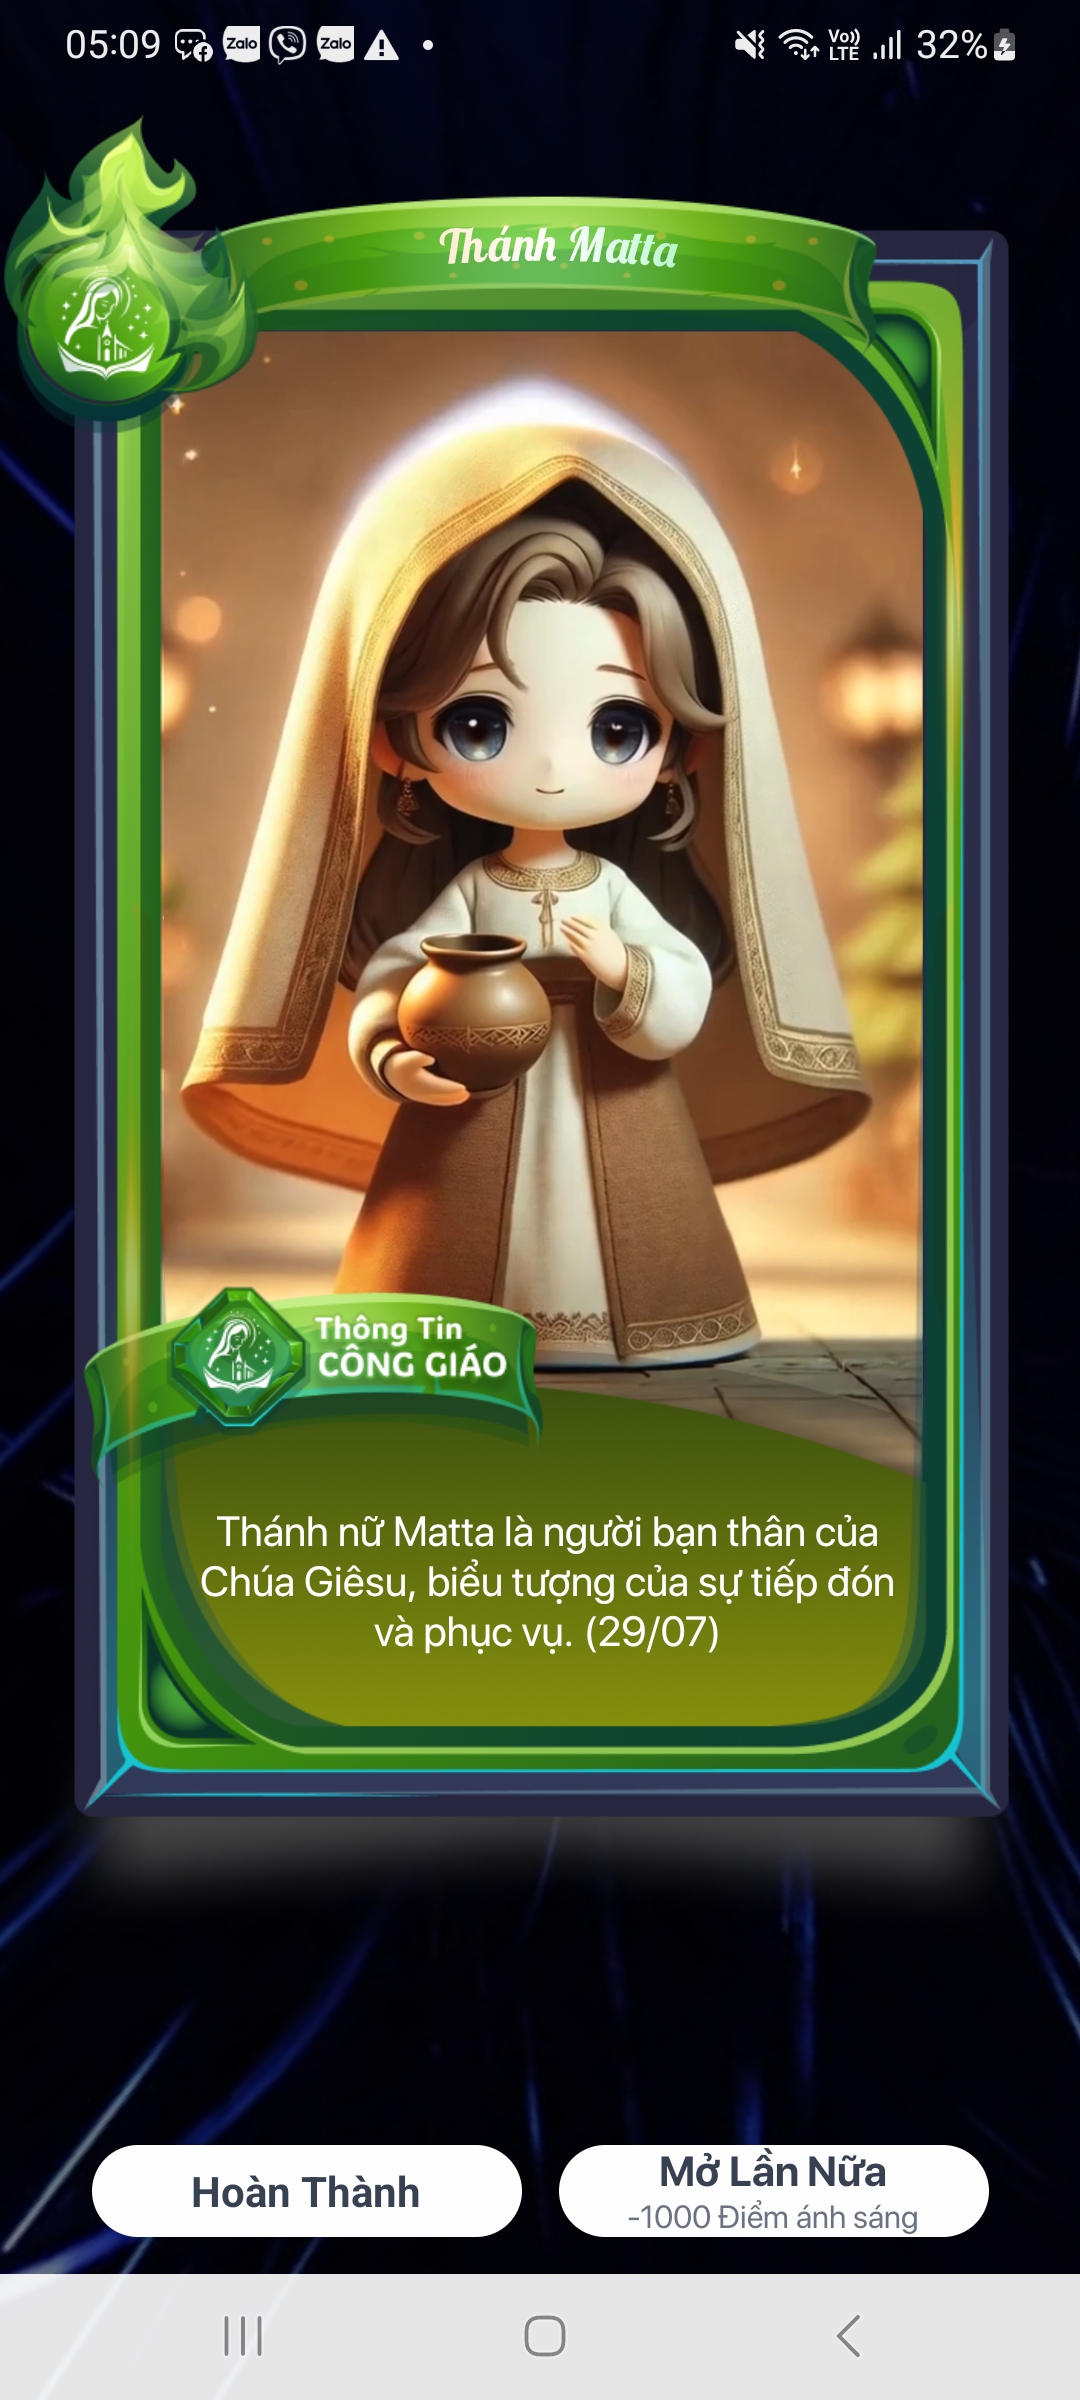 05:09
Zalo
Zalo
Vo))
LTE
32%
Thánh Matta
Thông Tin
CÔNG GIÁO
Thánh nữ Matta là người bạn thân của
Chúa Giêsu, biểu tượng của sự tiếp đón
và phục vụ. (29/07)
Hoàn Thành
Mở Lần Nữa
-1000 Điểm ánh sáng